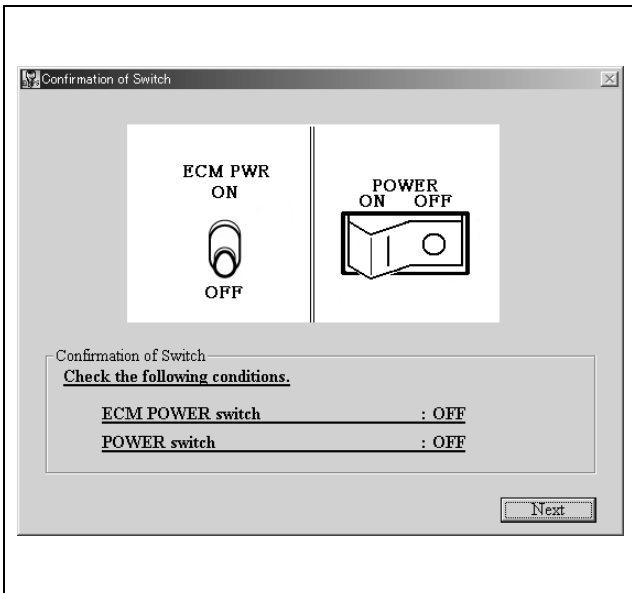 Confirmation of Switch
ECM PWR
ON
OFF
POWER
ON OFF
Confirmation of Switch
Check the following conditions.
ECM POWER switch : OFF
POWER switch : OFF
Next